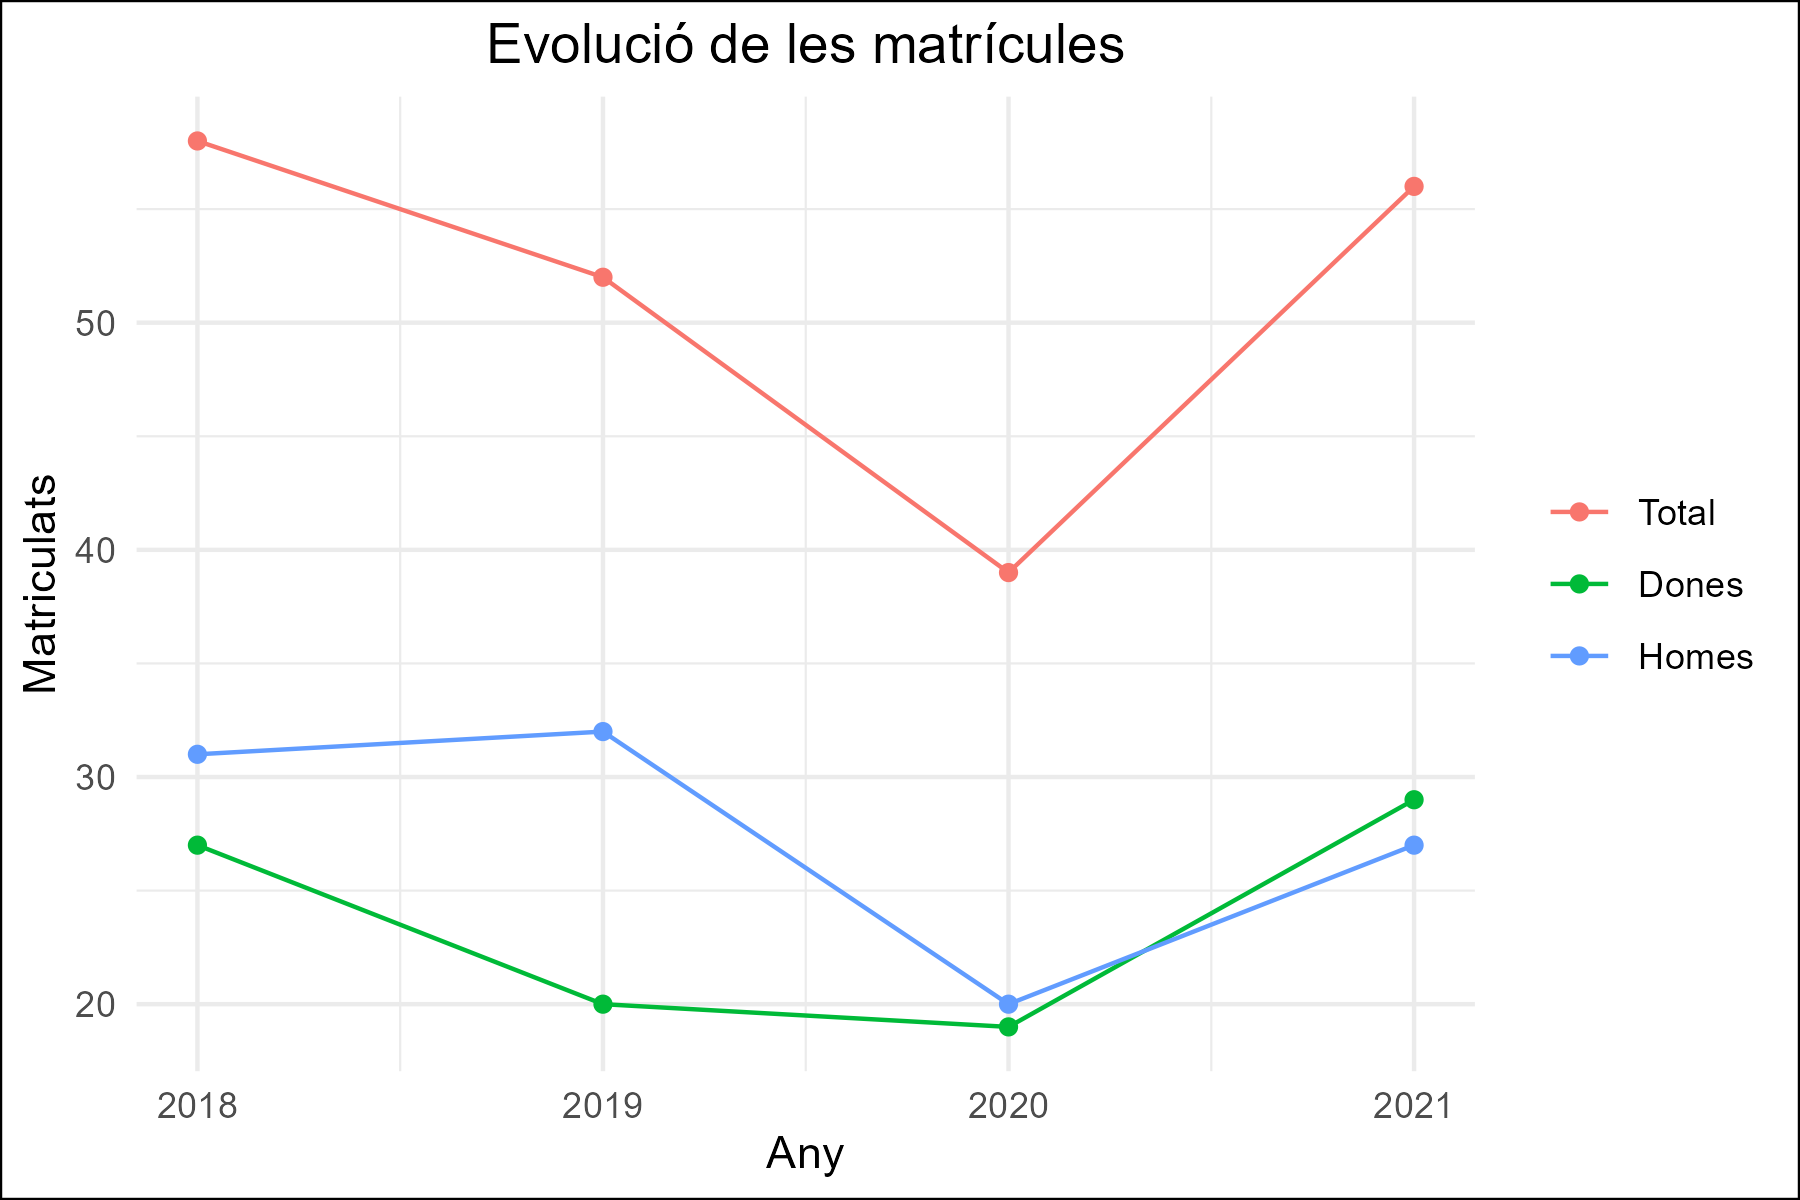 Evolució de les matrícules
Matriculats
50
40
30
20
2018 2019 2020 2021
Any
Total
Dones
Homes